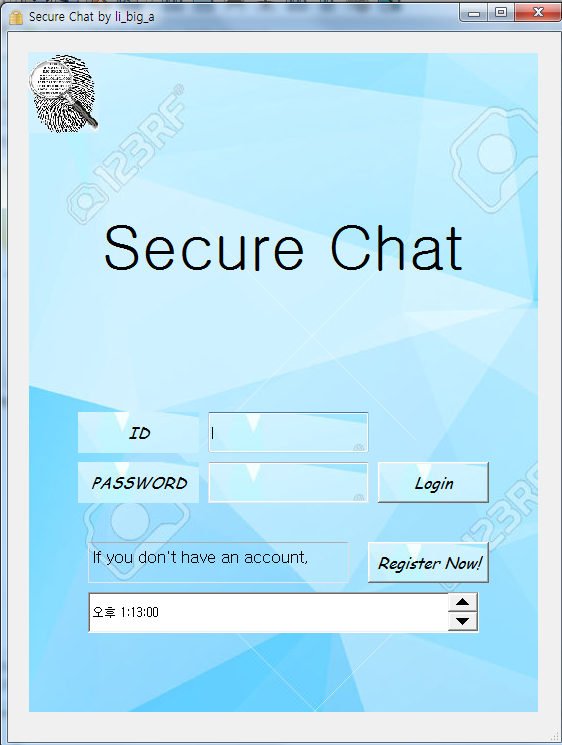 Secure Chat by li_big_a
123RF®
Secure Chat
ID
PASSWORD
Login
123RF
If you don't have an account,
Register Now!
오후 1:13:00